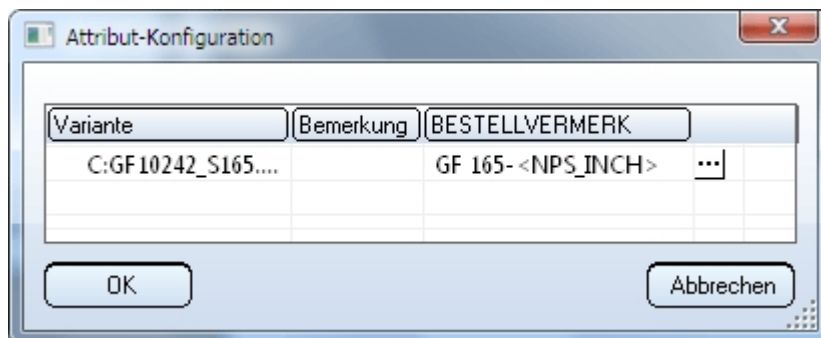 Attribut-Konfiguration
Variante Bemerkung BESTELLVERMERK
C:GF10242_S165.... GF 165-<NPS_INCH> ...
OK Abbrechen